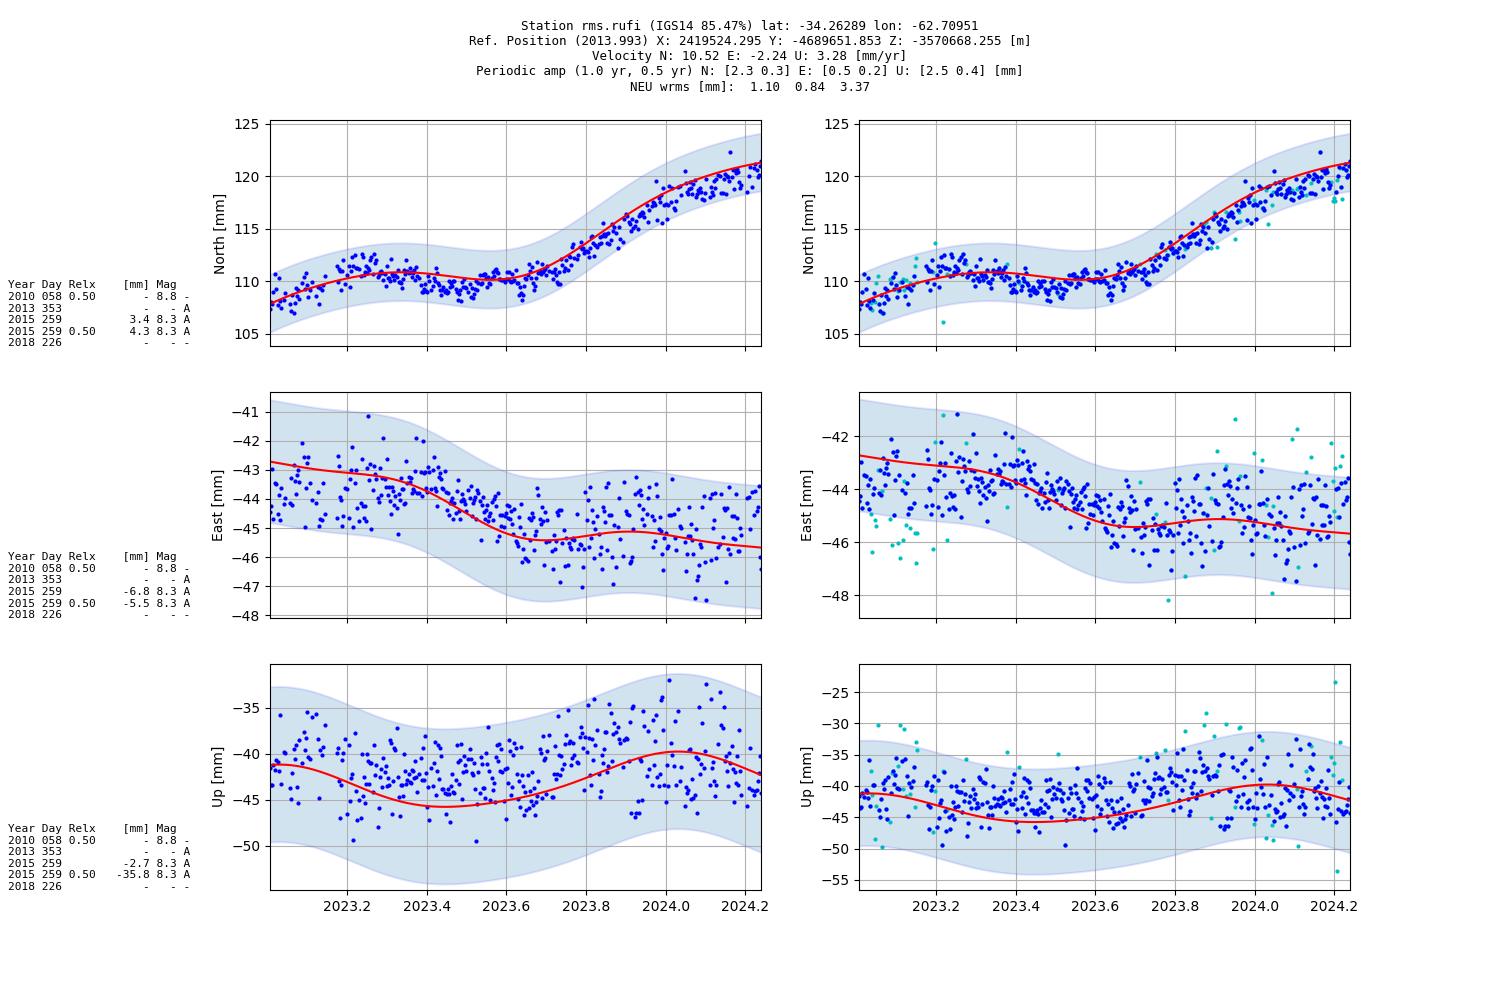 Station rms.rufi (IGS14 85.47%) lat: -34.26289 lon: -62.70951
Ref. Position (2013.993) X: 2419524.295 Y: -4689651.853 Z: -3570668.255 [m]
Velocity N: 10.52 E: -2.24 U: 3.28 [mm/yr]
Periodic amp (1.0 yr, 0.5 yr) N: [2.3 0.3] E: [0.5 0.2] U: [2.5 0.4] [mm]
NEU wrms [mm]:  1.10  0.84  3.37
125
120
115
110
105
North [mm]
125
120
115
110
105
North [mm]
Year Day Relx    [mm] Mag
2010 058 0.50       - 8.8 -
2013 353            -   - A
2015 259          3.4 8.3 A
2015 259 0.50     4.3 8.3 A
2018 226            -   - -
−41
−42
−43
−44
−45
−46
−47
−48
East [mm]
−42
−44
−46
−48
East [mm]
Year Day Relx    [mm] Mag
2010 058 0.50       - 8.8 -
2013 353            -   - A
2015 259         -6.8 8.3 A
2015 259 0.50    -5.5 8.3 A
2018 226            -   - -
−35
−40
−45
−50
Up [mm]
−25
−30
−35
−40
−45
−50
−55
Up [mm]
Year Day Relx    [mm] Mag
2010 058 0.50       - 8.8 -
2013 353            -   - A
2015 259         -2.7 8.3 A
2015 259 0.50   -35.8 8.3 A
2018 226            -   - -
2023.2 2023.4 2023.6 2023.8 2024.0 2024.2
2023.2 2023.4 2023.6 2023.8 2024.0 2024.2